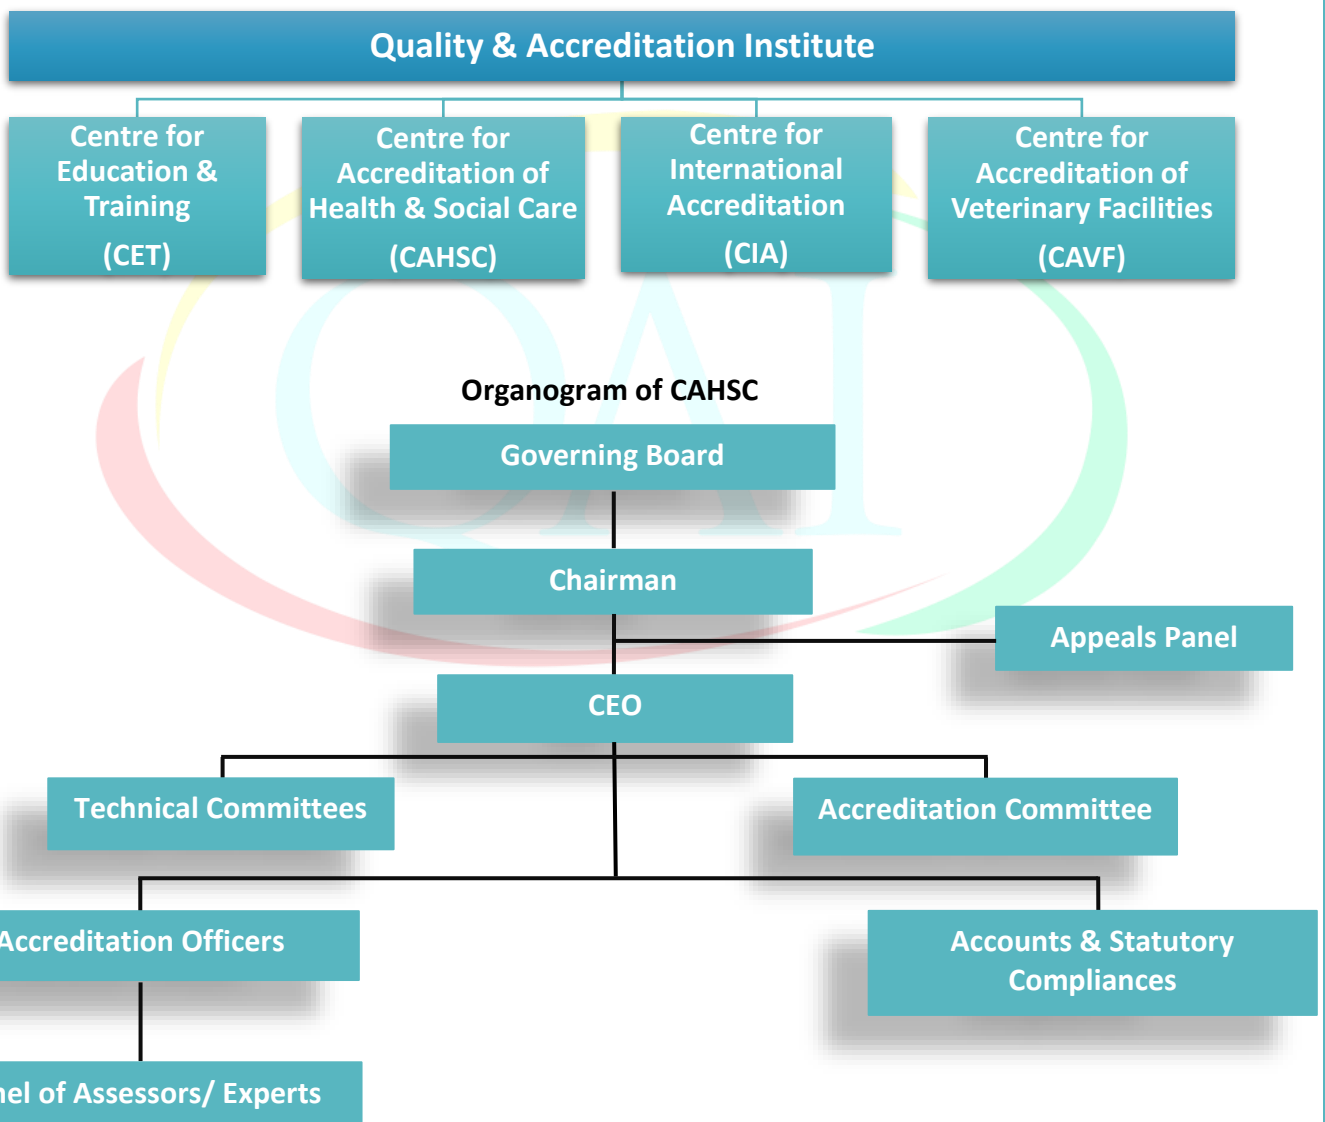 Quality & Accreditation Institute
Centre for
Education &
Training
(CET)
Centre for
Accreditation of
Health & Social Care
(CAHSC)
Centre for
International
Accreditation
(CIA)
Centre for
Accreditation of
Veterinary Facilities
(CAVF)
QAI
Organogram of CAHSC
Governing Board
Chairman
Appeals Panel
CEO
Technical Committees
Accreditation Committee
Accreditation Officers
Accounts & Statutory
Compliances
nel of Assessors/ Experts